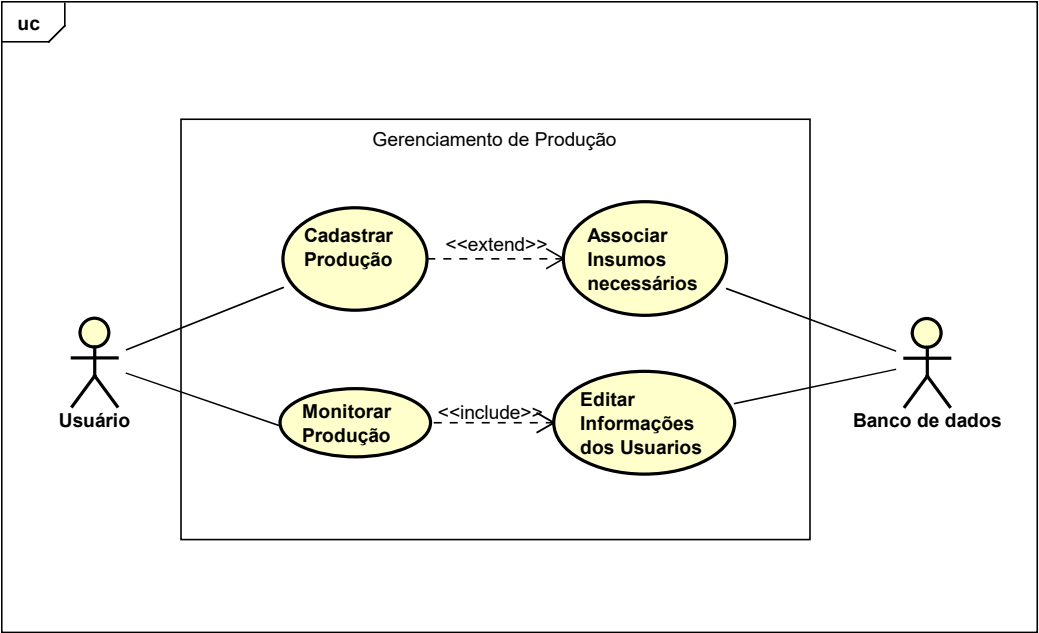 uc
Gerenciamento de Produção
Cadastrar
Produção
<<extend>>
Associar
Insumos
necessários
Usuário
Monitorar
Produção
<<include>>
Editar
Informações
dos Usuarios
Banco de dados